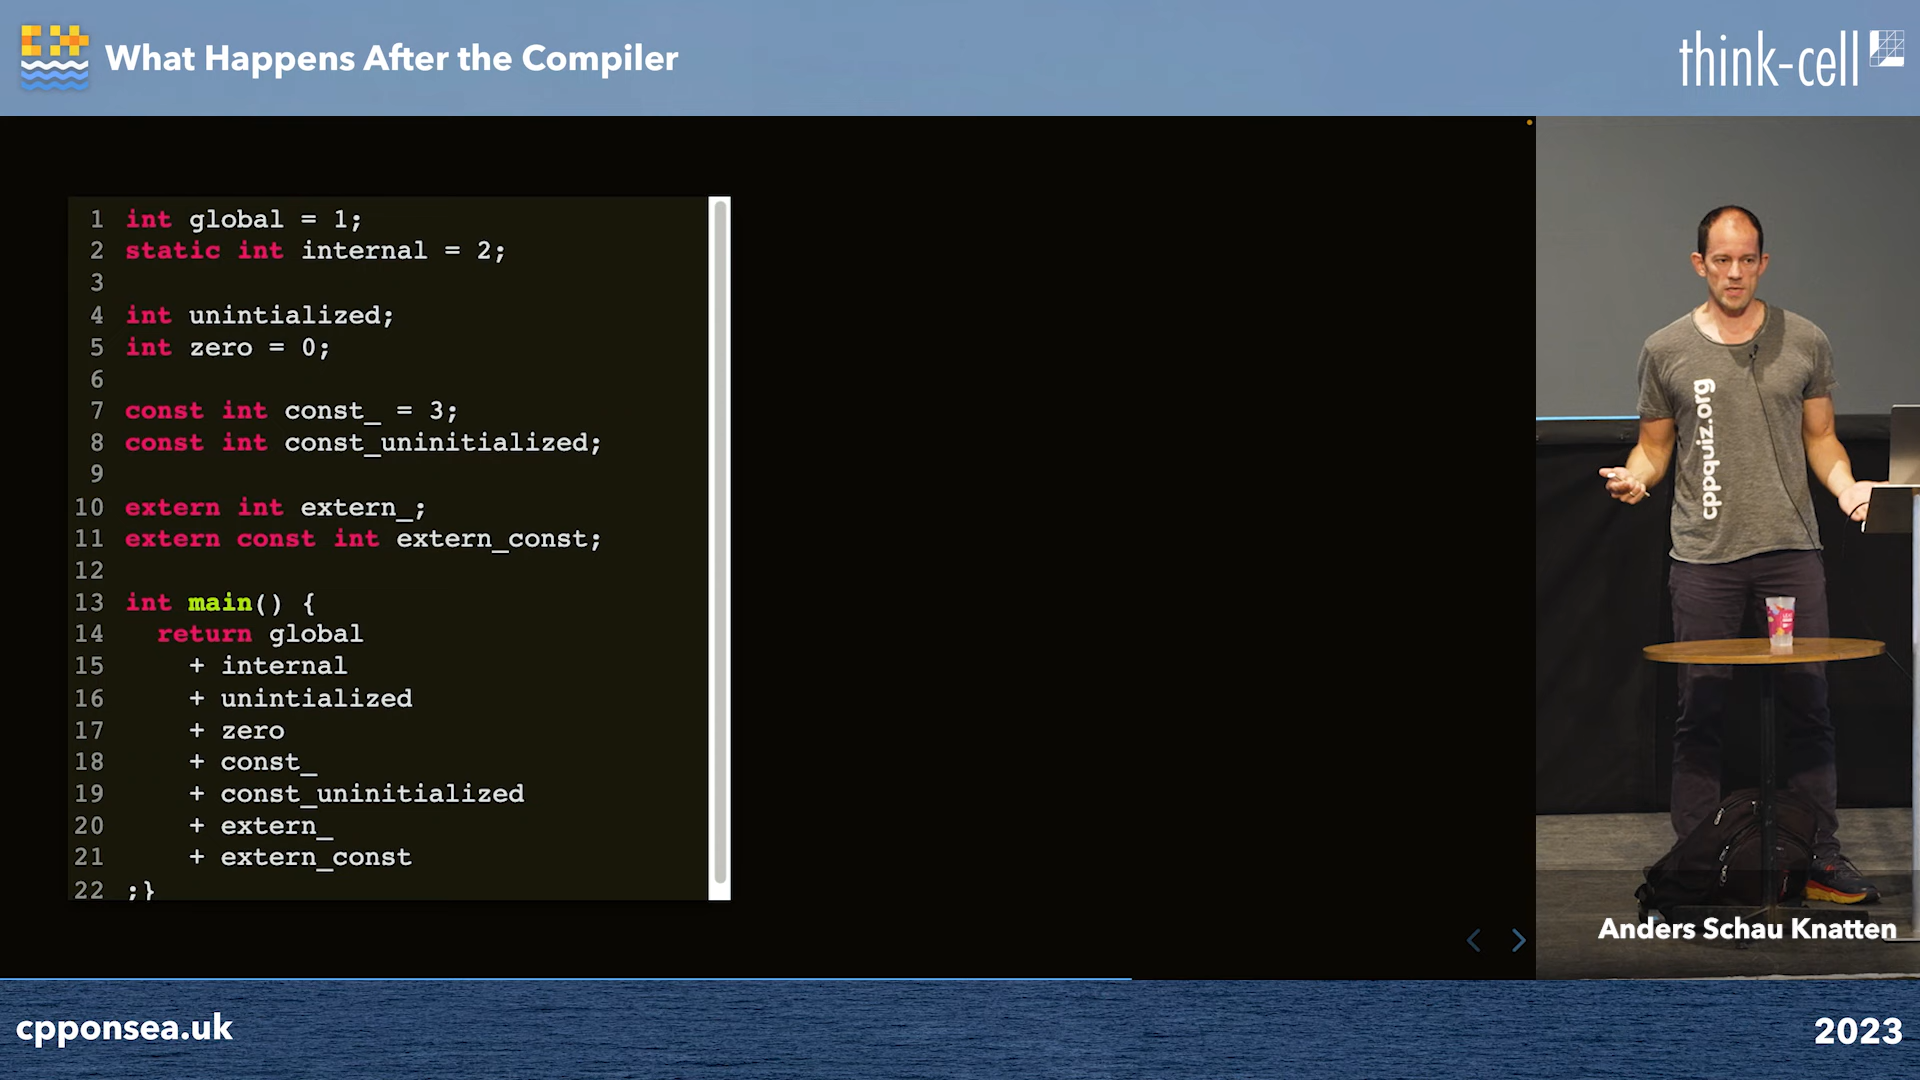 What Happens After the Compiler
think-cell
1 int global = 1;
2 static int internal = 2;
3
4 int unintialized;
5 int zero = 0;
6
7 const int const_ = 3;
8 const int const_uninitialized;
9
10 extern int extern_;
11 extern const int extern_const;
12
13 int main() {
14   return global
15     + internal
16     + unintialized
17     + zero
18     + const_
19     + const_uninitialized
20     + extern_
21     + extern_const
22 ;}
cppquiz.org
Anders Schau Knatten
cpponsea.uk
2023